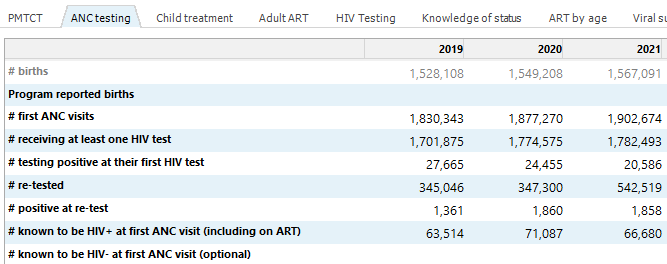 PMTCT ANC testing Child treatment Adult ART HIV Testing Knowledge of status ART by age Viral su
2019 2020 2021
# births 1,528,108 1,549,208 1,567,091
Program reported births
# first ANC visits 1,830,343 1,877,270 1,902,674
# receiving at least one HIV test 1,701,875 1,774,575 1,782,493
# testing positive at their first HIV test 27,665 24,455 20,586
# re-tested 345,046 347,300 542,519
# positive at re-test 1,361 1,860 1,858
# known to be HIV+ at first ANC visit (including on ART) 63,514 71,087 66,680
# known to be HIV- at first ANC visit (optional)